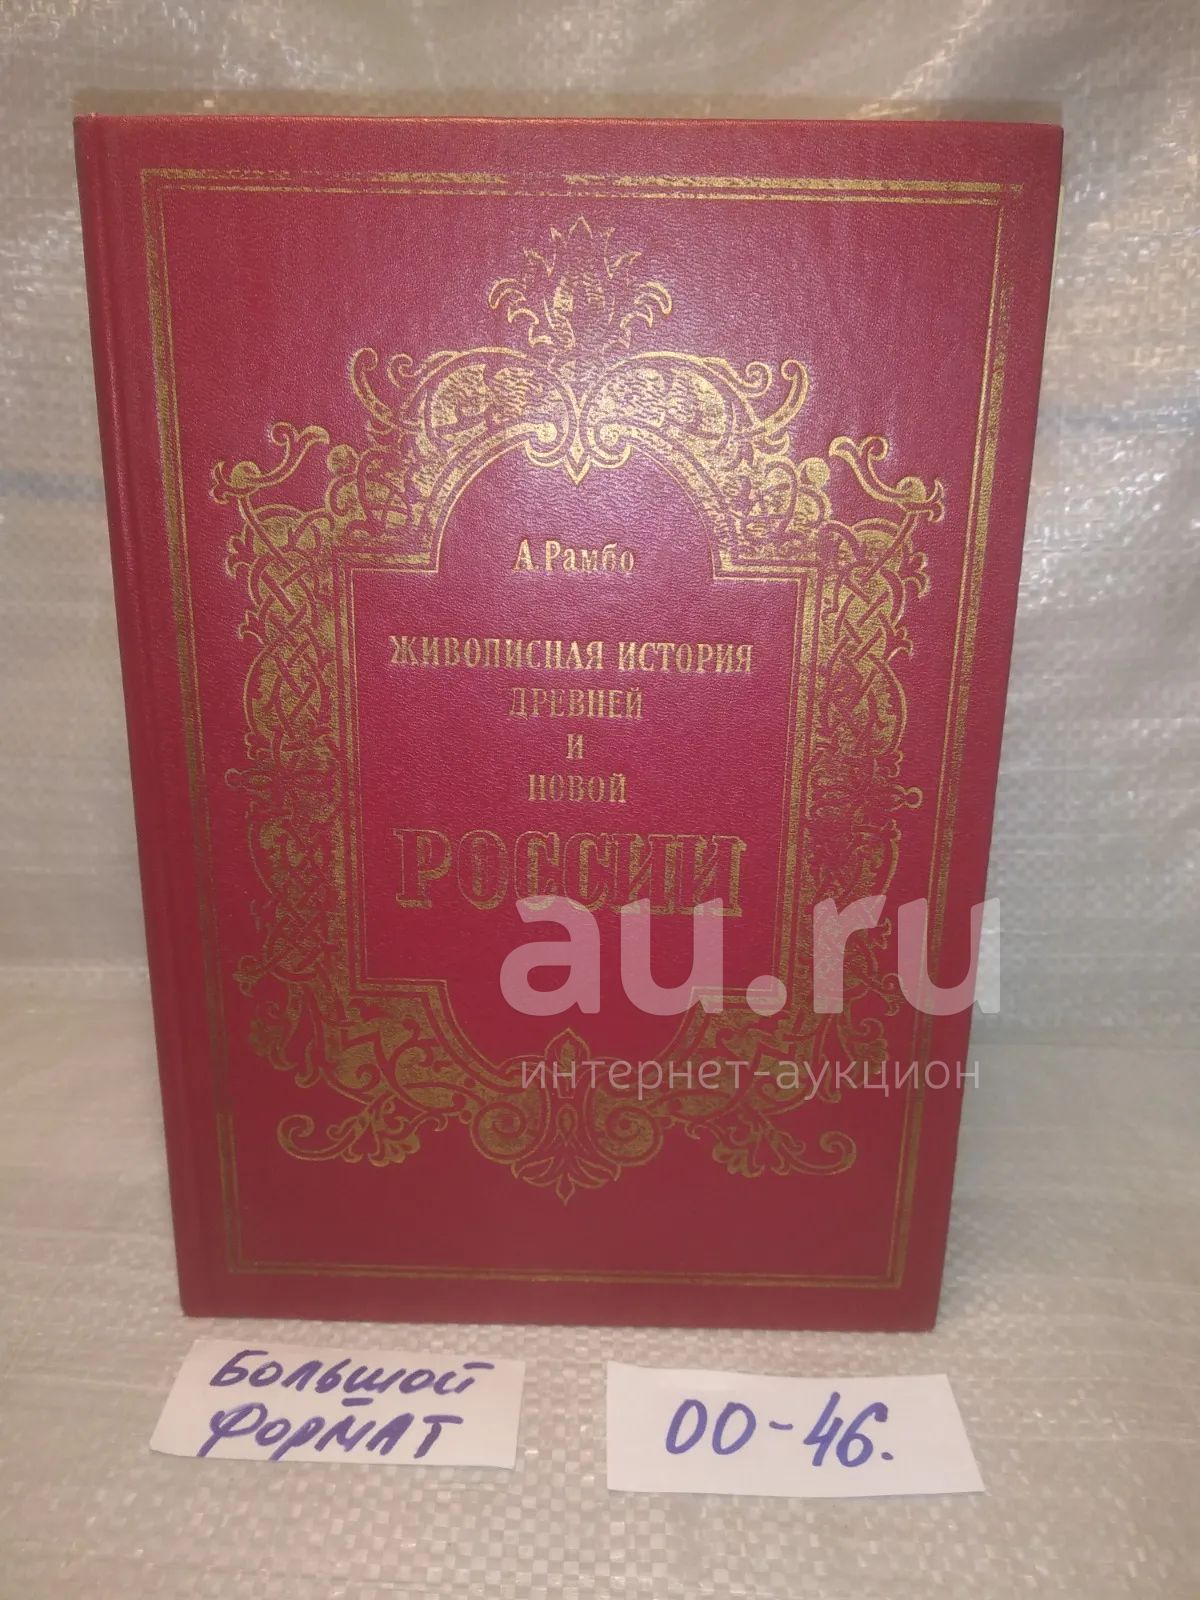 А. Рамбо
ЖИВОПИСНАЯ ИСТОРИЯ
ДРЕВНЕЙ
И
НОВОЙ
РОССИИ
au.ru
интернет-аукцион
БОЛЬШОЙ
ФОРМАТ
00-46.